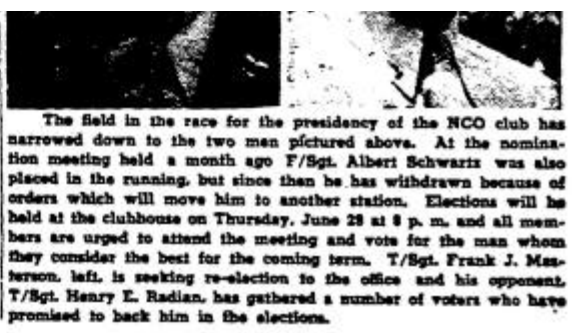 The field in the race for the presidency of the NCO club has
narrowed down to the two men pictured above. At the nomina-
tion meeting held a month ago F/Sgt. Albert Schwartz was also
placed in the running, but since then he has withdrawn because of
orders which will move him to another station. Elections will be
held at the clubhouse on Thursday, June 28 at 8 p. m. and all mem-
bers are urged to attend the meeting and vote for the man whom
they consider the best for the coming term. T/Sgt. Frank J. Mas-
terson, left, is seeking re-election to the office and his opponent,
T/Sgt. Henry E. Radian, has gathered a number of voters who have
promised to back him in the elections.